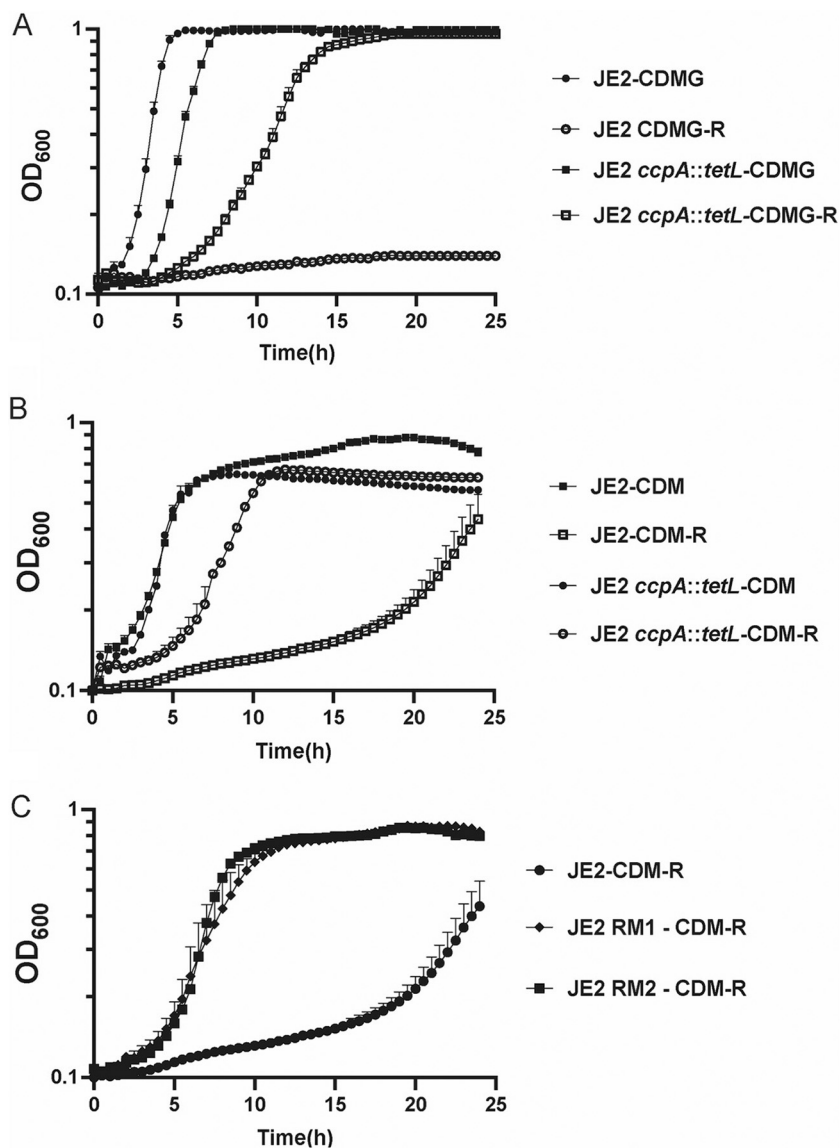 A
1
0.1
OD600
0
5
10
15
20
25
Time(h)
JE2-CDMG
JE2 CDMG-R
JE2 ccpA::tetL-CDMG
JE2 ccpA::tetL-CDMG-R
B
1
0.1
OD600
0
5
10
15
20
25
Time(h)
JE2-CDM
JE2-CDM-R
JE2 ccpA::tetL-CDM
JE2 ccpA::tetL-CDM-R
C
1
0.1
OD600
0
5
10
15
20
25
Time(h)
JE2-CDM-R
JE2 RM1 - CDM-R
JE2 RM2 - CDM-R